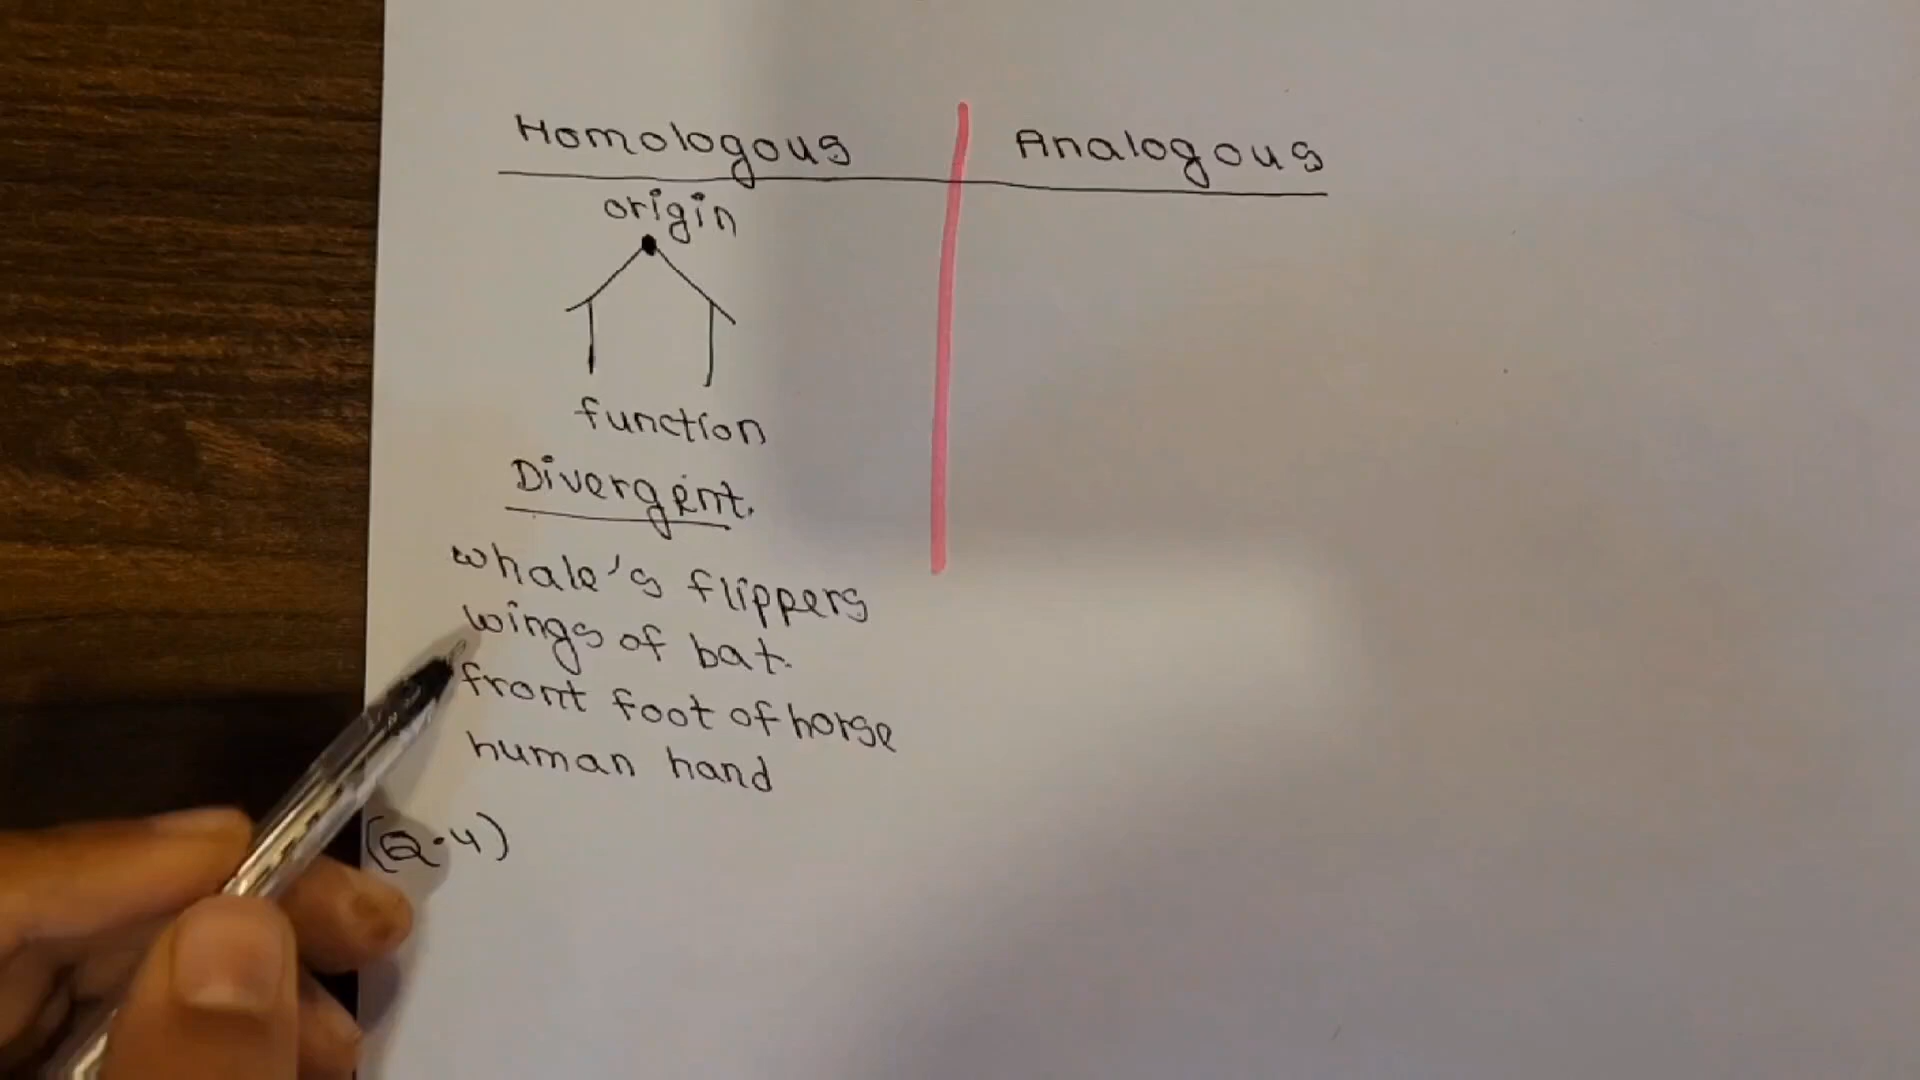 Homologous
Analogous
origin
function
Divergent.
whale's flippers
wings of bat.
front foot of horse
human hand
(Q.4)